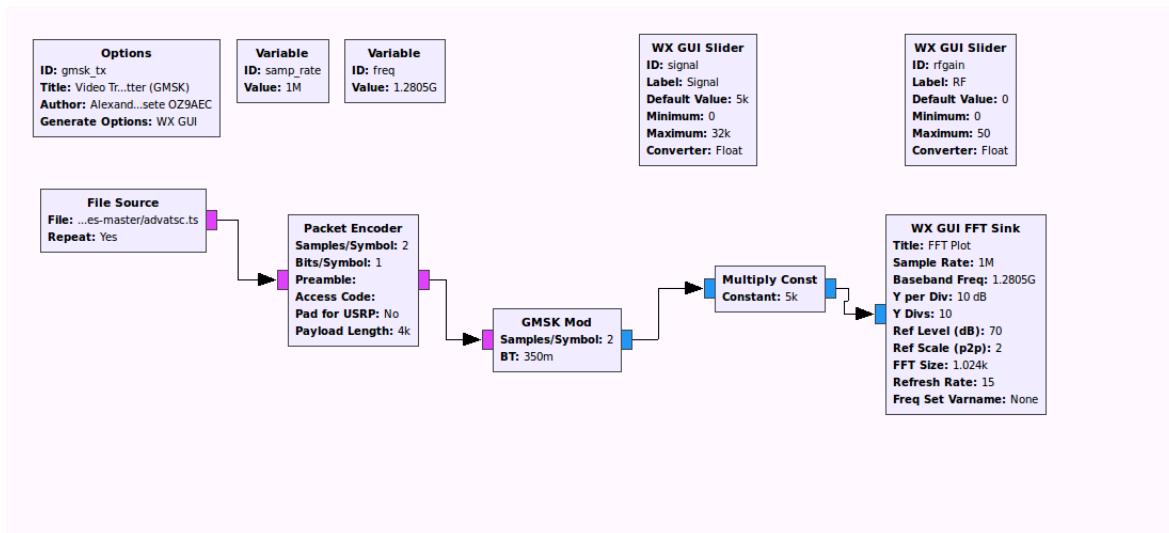 Options
ID: gmsk_tx
Title: Video Tr...tter (GMSK)
Author: Alexand...sete OZ9AEC
Generate Options: WX GUI
Variable
ID: samp_rate
Value: 1M
Variable
ID: freq
Value: 1.2805G
WX GUI Slider
ID: signal
Label: Signal
Default Value: 5k
Minimum: 0
Maximum: 32k
Converter: Float
WX GUI Slider
ID: rfgain
Label: RF
Default Value: 0
Minimum: 0
Maximum: 50
Converter: Float
File Source
File: ...es-master/advatsc.ts
Repeat: Yes
Packet Encoder
Samples/Symbol: 2
Bits/Symbol: 1
Preamble:
Access Code:
Pad for USRP: No
Payload Length: 4k
GMSK Mod
Samples/Symbol: 2
BT: 350m
Multiply Const
Constant: 5k
WX GUI FFT Sink
Title: FFT Plot
Sample Rate: 1M
Baseband Freq: 1.2805G
Y per Div: 10 dB
Y Divs: 10
Ref Level (dB): 70
Ref Scale (p2p): 2
FFT Size: 1.024k
Refresh Rate: 15
Freq Set Varname: None